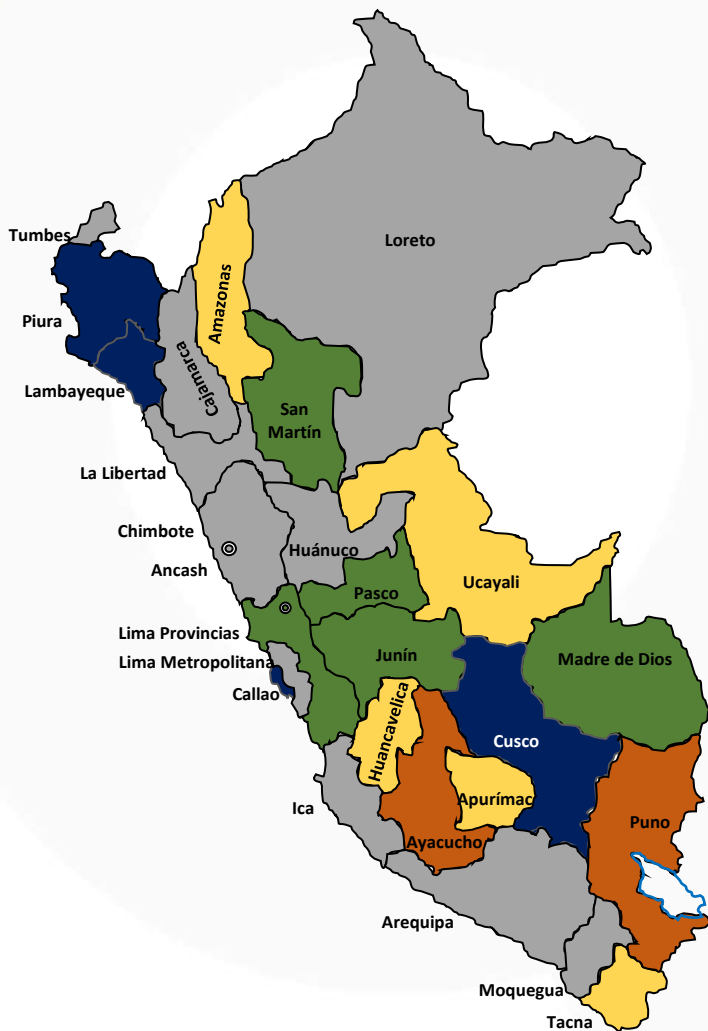 Tumbes
Loreto
Piura
Amazonas
Lambayeque
Cajamarca
San
Martín
La Libertad
Chimbote
Huánuco
Ancash
Ucayali
Pasco
Lima Provincias
Junín
Madre de Dios
Lima Metropolitana
Callao
Huancavelica
Cusco
Ica
Apurímac
Puno
Ayacucho
Arequipa
Moquegua
Tacna